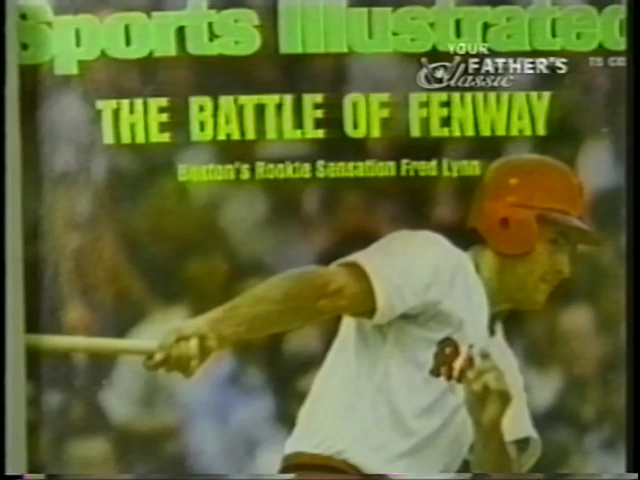 Sports Illustrated
YOUR
FATHER'S
Classic
THE BATTLE OF FENWAY
Boston's Rookie Sensation Fred Lynn